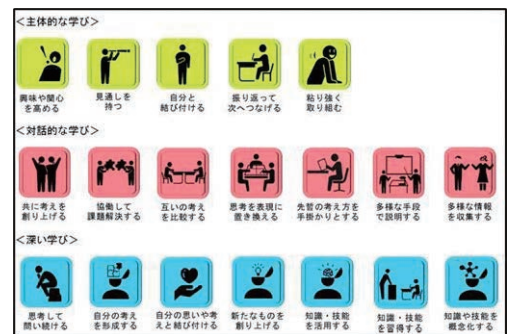 ＜主体的な学び＞
興味や関心
を高める
見通しを
持つ
自分と
結び付ける
振り返って
次へつなげる
粘り強く
取り組む
＜対話的な学び＞
共に考えを
創り上げる
協働して
課題解決する
互いの考え
を比較する
思考を表現に
置き換える
先哲の考え方を
手掛かりとする
多様な手段
で説明する
多様な情報
を収集する
＜深い学び＞
思考して
問い続ける
自分の考え
を形成する
自分の思いや考
えと結び付ける
新たなものを
創り上げる
知識・技能
を活用する
知識・技能
を習得する
知識や技能を
概念化する